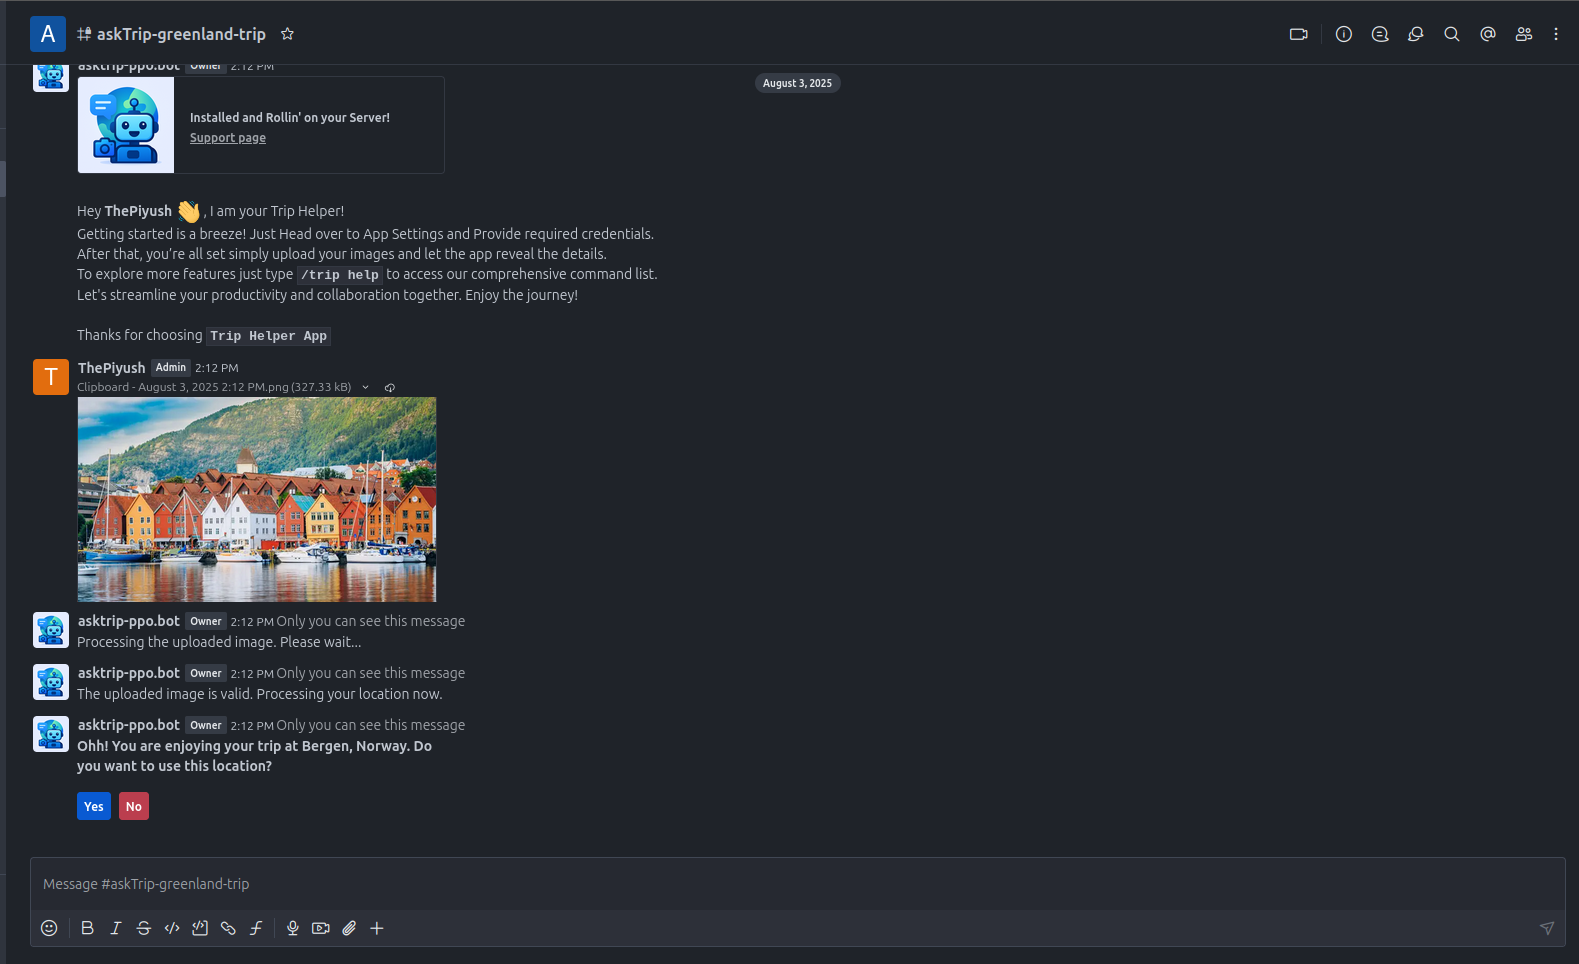 A askTrip-greenland-trip
asktrip-ppo.bot Owner 2:12 PM
August 3, 2025
Installed and Rollin' on your Server!
Support page
Hey ThePiyush 👋 , I am your Trip Helper!
Getting started is a breeze! Just Head over to App Settings and Provide required credentials.
After that, you're all set simply upload your images and let the app reveal the details.
To explore more features just type /trip help to access our comprehensive command list.
Let's streamline your productivity and collaboration together. Enjoy the journey!
Thanks for choosing Trip Helper App
T ThePiyush Admin 2:12 PM
Clipboard - August 3, 2025 2:12 PM.png (327.33 kB)
asktrip-ppo.bot Owner 2:12 PM Only you can see this message
Processing the uploaded image. Please wait...
asktrip-ppo.bot Owner 2:12 PM Only you can see this message
The uploaded image is valid. Processing your location now.
asktrip-ppo.bot Owner 2:12 PM Only you can see this message
Ohh! You are enjoying your trip at Bergen, Norway. Do
you want to use this location?
Yes No
Message #askTrip-greenland-trip